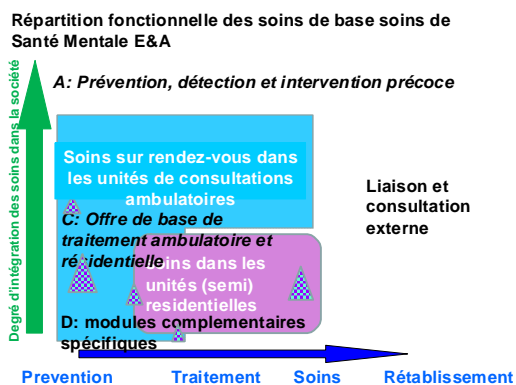 Répartition fonctionnelle des soins de base soins de
Santé Mentale E&A
A: Prévention, détection et intervention précoce
Degré d'intégration des soins dans la société
Soins sur rendez-vous dans
les unités de consultations
ambulatoires
Liaison et
consultation
externe
C: Offre de base de
traitement ambulatoire et
résidentielle
soins dans les
unités (semi)
residentielles
D: modules complementaires
spécifiques
Prevention Traitement Soins Rétablissement